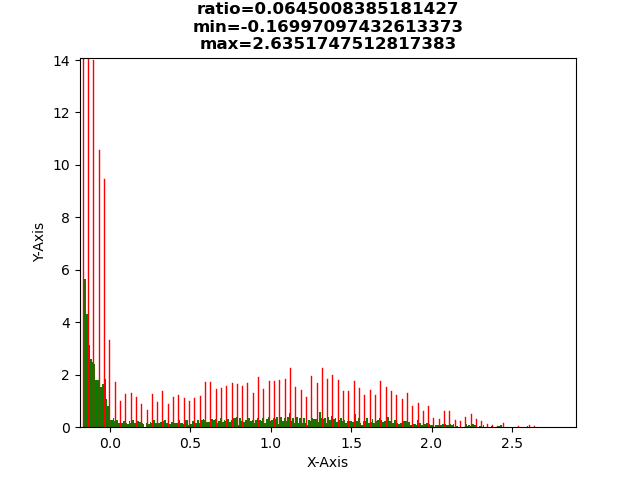 ratio=0.0645008385181427
min=-0.16997097432613373
max=2.6351747512817383
14
12
10
8
6
4
2
0
Y-Axis
0.0 0.5 1.0 1.5 2.0 2.5
X-Axis